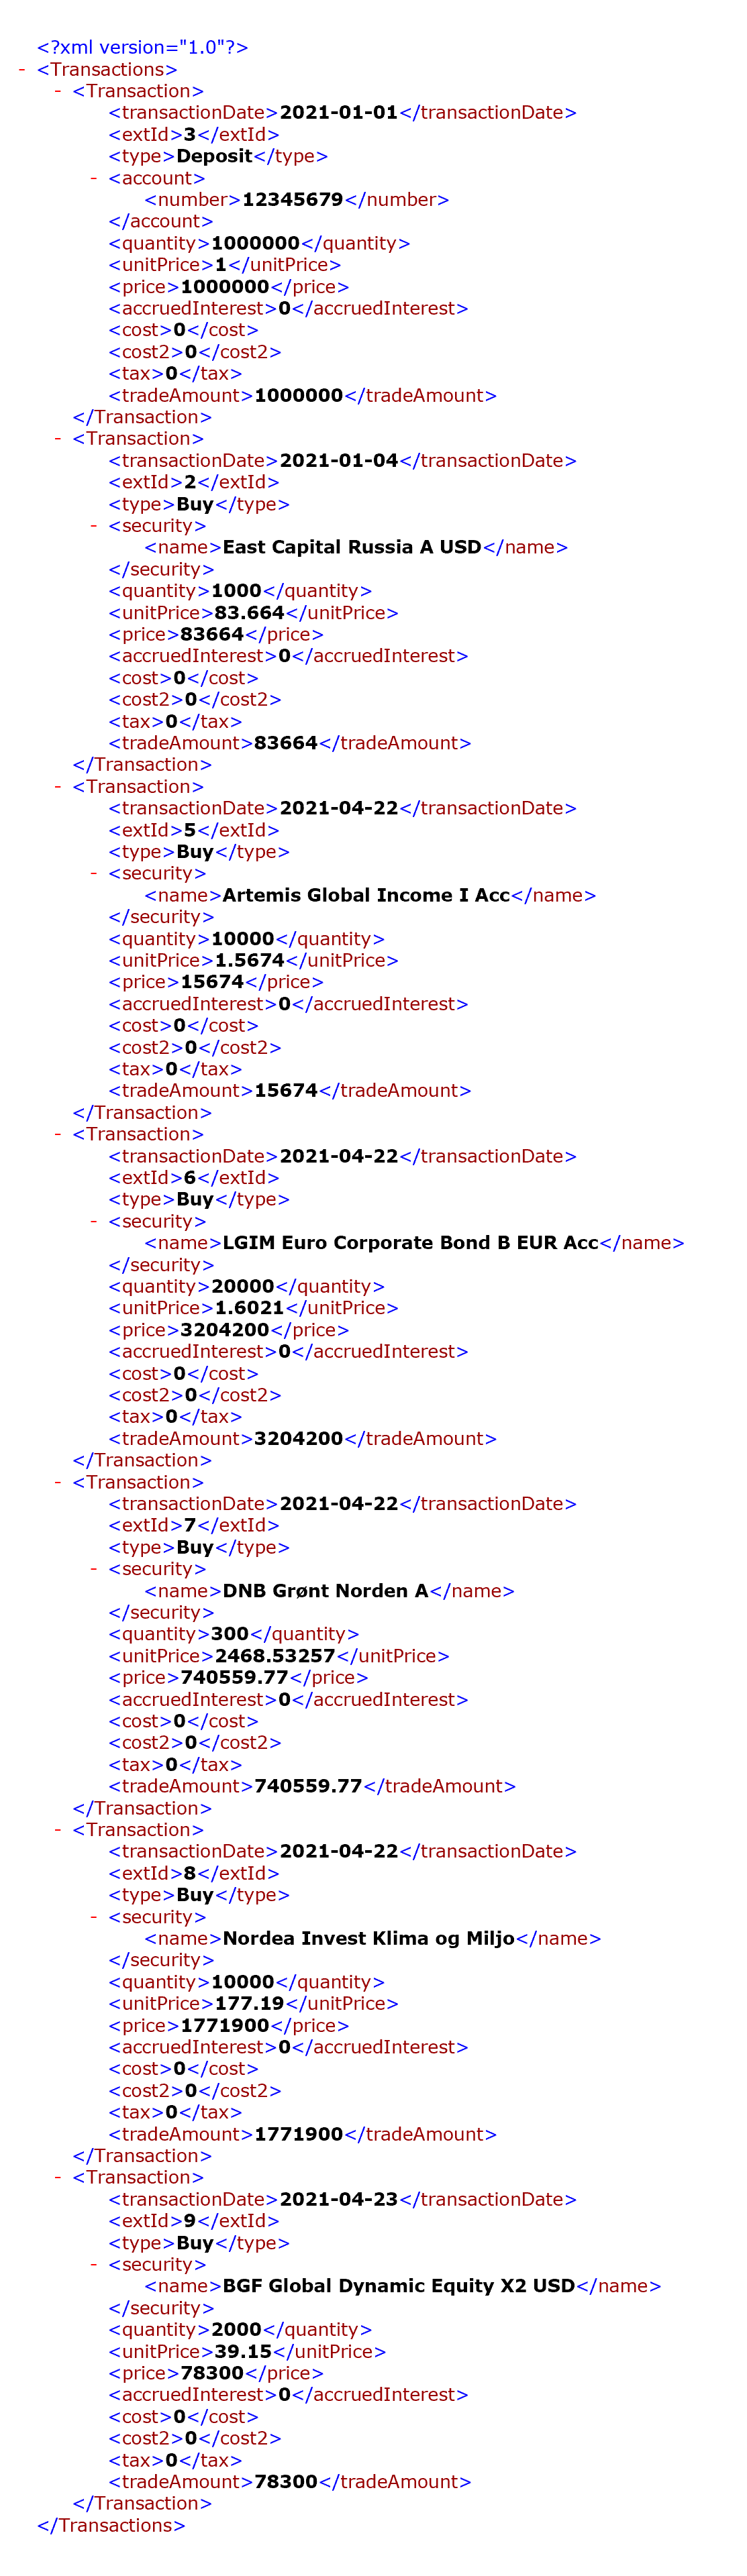 <?xml version="1.0"?>
- <Transactions>
- <Transaction>
<transactionDate>2021-01-01</transactionDate>
<extId>3</extId>
<type>Deposit</type>
- <account>
<number>12345679</number>
</account>
<quantity>1000000</quantity>
<unitPrice>1</unitPrice>
<price>1000000</price>
<accruedInterest>0</accruedInterest>
<cost>0</cost>
<cost2>0</cost2>
<tax>0</tax>
<tradeAmount>1000000</tradeAmount>
</Transaction>
- <Transaction>
<transactionDate>2021-01-04</transactionDate>
<extId>2</extId>
<type>Buy</type>
- <security>
<name>East Capital Russia A USD</name>
</security>
<quantity>1000</quantity>
<unitPrice>83.664</unitPrice>
<price>83664</price>
<accruedInterest>0</accruedInterest>
<cost>0</cost>
<cost2>0</cost2>
<tax>0</tax>
<tradeAmount>83664</tradeAmount>
</Transaction>
- <Transaction>
<transactionDate>2021-04-22</transactionDate>
<extId>5</extId>
<type>Buy</type>
- <security>
<name>Artemis Global Income I Acc</name>
</security>
<quantity>10000</quantity>
<unitPrice>1.5674</unitPrice>
<price>15674</price>
<accruedInterest>0</accruedInterest>
<cost>0</cost>
<cost2>0</cost2>
<tax>0</tax>
<tradeAmount>15674</tradeAmount>
</Transaction>
- <Transaction>
<transactionDate>2021-04-22</transactionDate>
<extId>6</extId>
<type>Buy</type>
- <security>
<name>LGIM Euro Corporate Bond B EUR Acc</name>
</security>
<quantity>20000</quantity>
<unitPrice>1.6021</unitPrice>
<price>3204200</price>
<accruedInterest>0</accruedInterest>
<cost>0</cost>
<cost2>0</cost2>
<tax>0</tax>
<tradeAmount>3204200</tradeAmount>
</Transaction>
- <Transaction>
<transactionDate>2021-04-22</transactionDate>
<extId>7</extId>
<type>Buy</type>
- <security>
<name>DNB Grønt Norden A</name>
</security>
<quantity>300</quantity>
<unitPrice>2468.53257</unitPrice>
<price>740559.77</price>
<accruedInterest>0</accruedInterest>
<cost>0</cost>
<cost2>0</cost2>
<tax>0</tax>
<tradeAmount>740559.77</tradeAmount>
</Transaction>
- <Transaction>
<transactionDate>2021-04-22</transactionDate>
<extId>8</extId>
<type>Buy</type>
- <security>
<name>Nordea Invest Klima og Miljo</name>
</security>
<quantity>10000</quantity>
<unitPrice>177.19</unitPrice>
<price>1771900</price>
<accruedInterest>0</accruedInterest>
<cost>0</cost>
<cost2>0</cost2>
<tax>0</tax>
<tradeAmount>1771900</tradeAmount>
</Transaction>
- <Transaction>
<transactionDate>2021-04-23</transactionDate>
<extId>9</extId>
<type>Buy</type>
- <security>
<name>BGF Global Dynamic Equity X2 USD</name>
</security>
<quantity>2000</quantity>
<unitPrice>39.15</unitPrice>
<price>78300</price>
<accruedInterest>0</accruedInterest>
<cost>0</cost>
<cost2>0</cost2>
<tax>0</tax>
<tradeAmount>78300</tradeAmount>
</Transaction>
</Transactions>